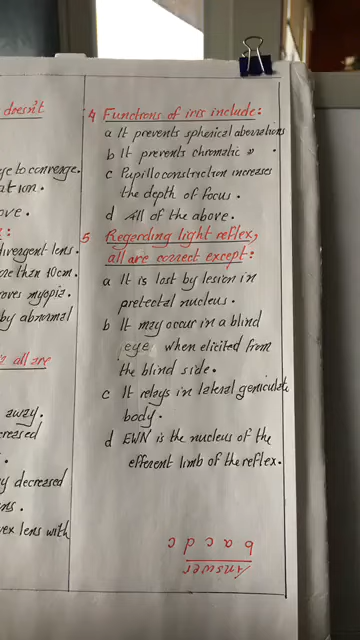 doesn't
ye to converge.
ation.
ove.
:
divergent lens.
ore than 10cm.
roves myopia.
by abnormal
all are
away.
creased
.
y decreased
ns.
vex lens with
4 Functions of iris include:
a It prevents spherical aberrations
b It prevents chromatic 〃 .
c Pupilloconstriction increases
the depth of focus.
d All of the above.
5 Regarding light reflex,
all are correct except:
a It is lost by lesion in
pretectal nucleus.
b It may occur in a blind
eye when elicited from
the blind side.
c It relays in lateral geniculate
body.
d EWN is the nucleus of the
efferent limb of the reflex.
Answer
b a c d c